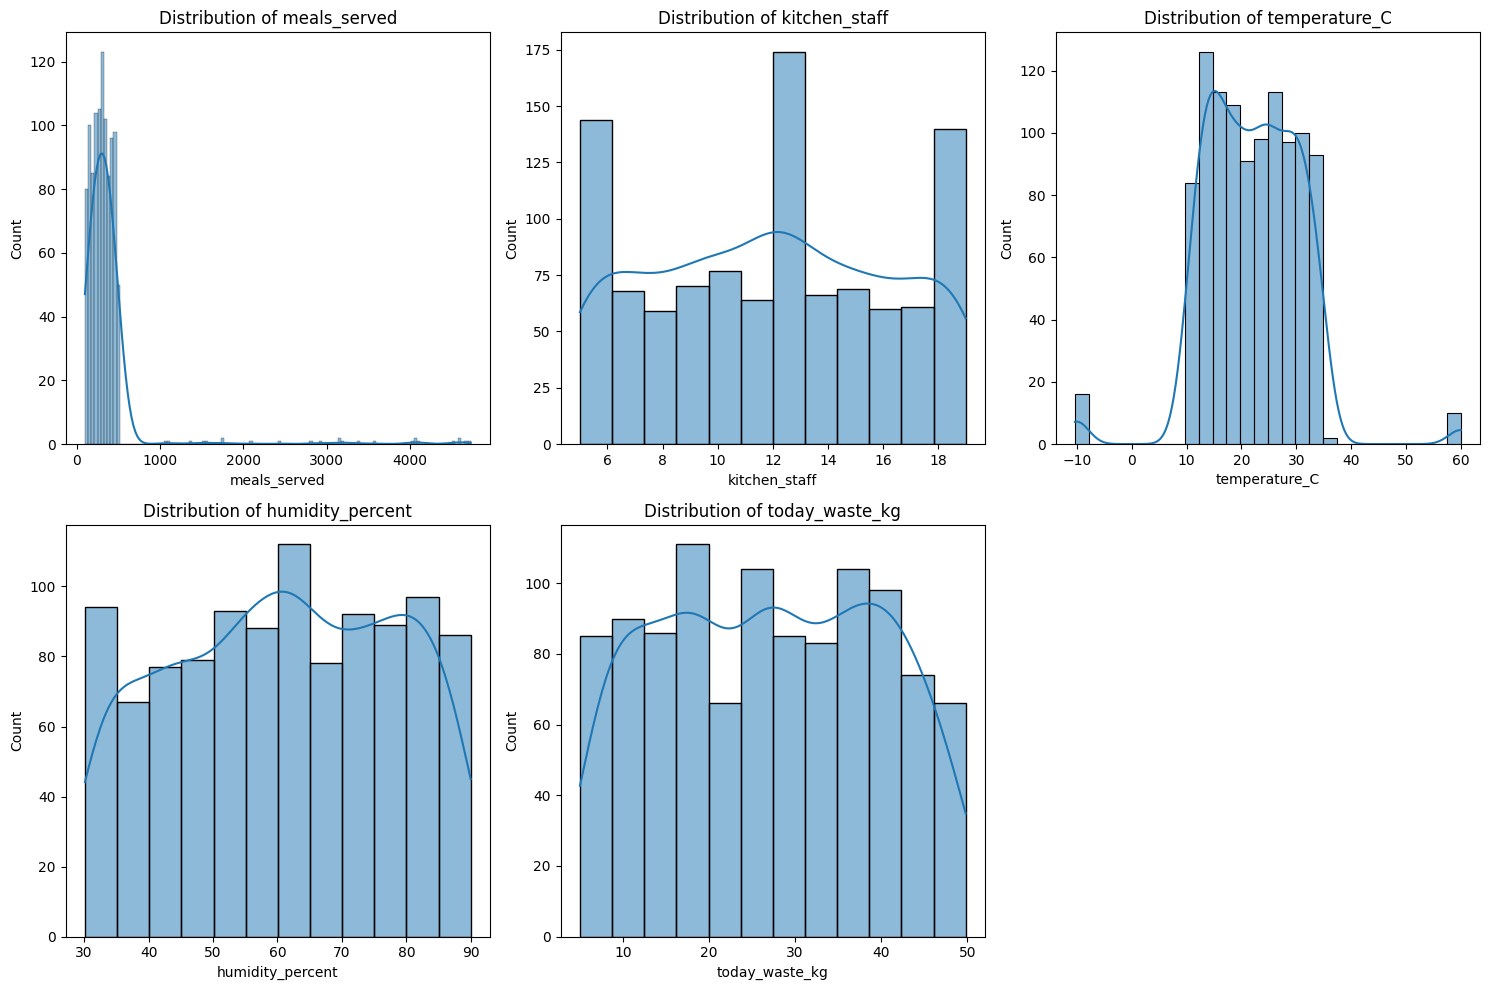 Distribution of meals_served
Count
0 20 40 60 80 100 120
0 1000 2000 3000 4000
meals_served
Distribution of kitchen_staff
Count
0 25 50 75 100 125 150 175
6 8 10 12 14 16 18
kitchen_staff
Distribution of temperature_C
Count
0 20 40 60 80 100 120
−10 0 10 20 30 40 50 60
temperature_C
Distribution of humidity_percent
Count
0 20 40 60 80 100
30 40 50 60 70 80 90
humidity_percent
Distribution of today_waste_kg
Count
0 20 40 60 80 100
10 20 30 40 50
today_waste_kg